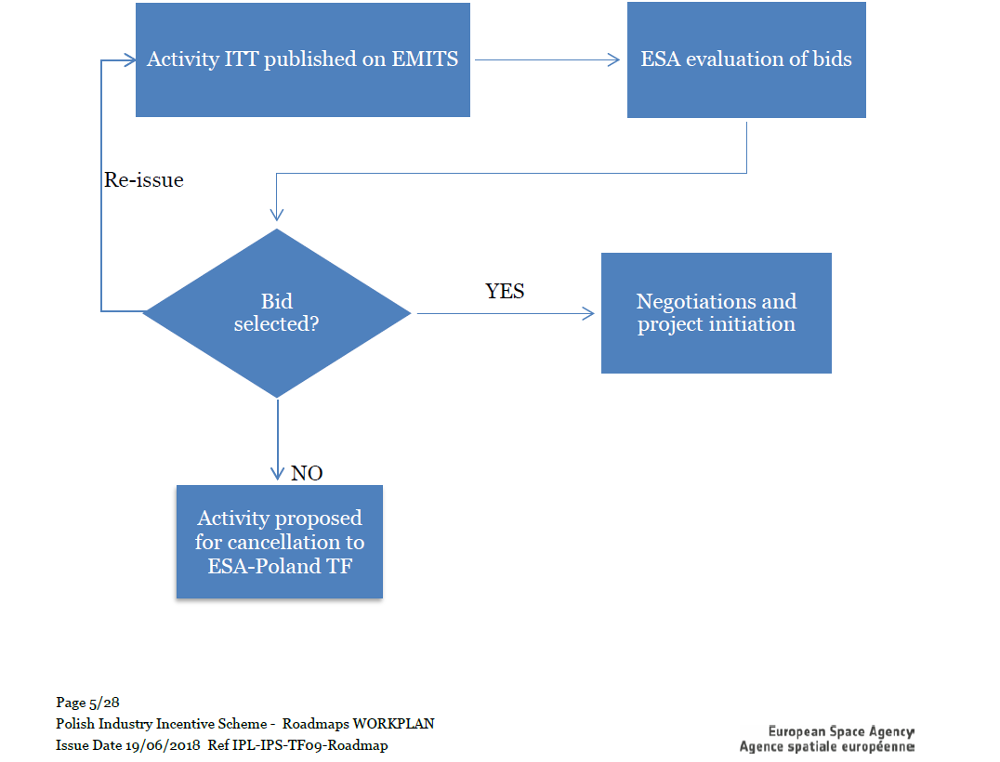 Activity ITT published on EMITS
ESA evaluation of bids
Re-issue
Bid
selected?
YES
Negotiations and
project initiation
NO
Activity proposed
for cancellation to
ESA-Poland TF
Page 5/28
Polish Industry Incentive Scheme - Roadmaps WORKPLAN
Issue Date 19/06/2018 Ref IPL-IPS-TF09-Roadmap
European Space Agency
Agence spatiale européenne